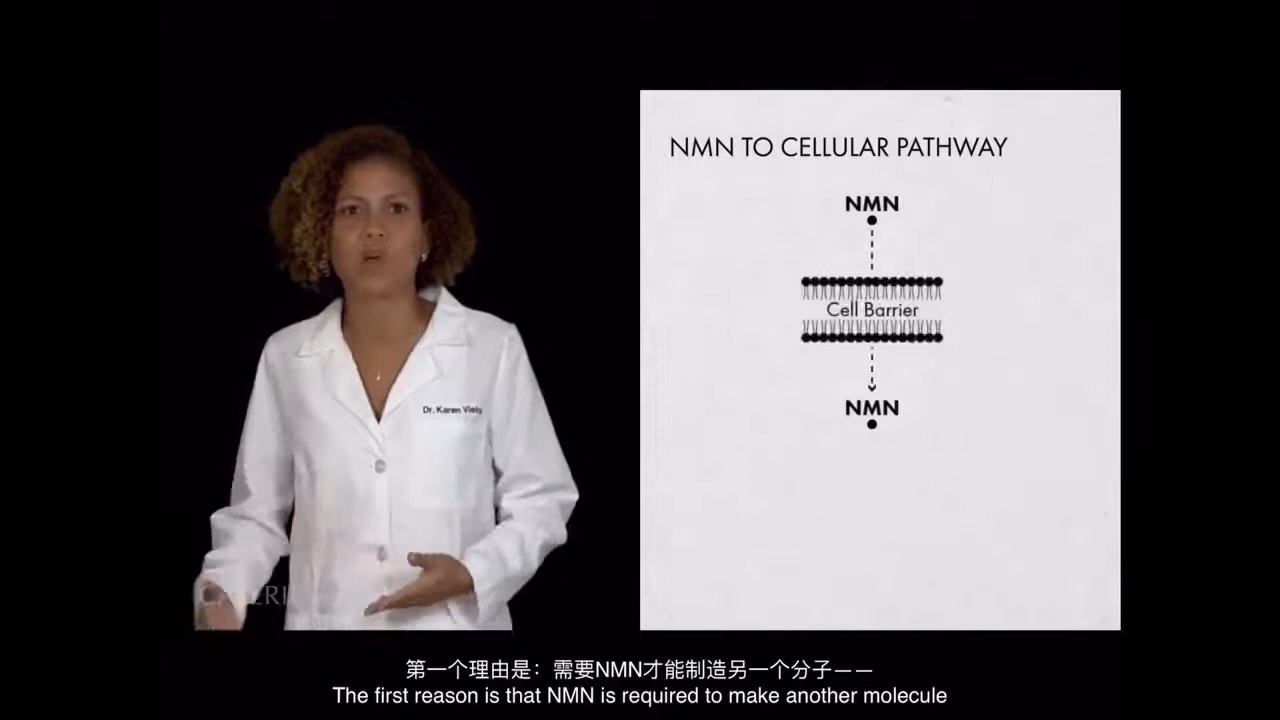 NMN TO CELLULAR PATHWAY
NMN
Cell Barrier
NMN
Dr. Karen
第一个理由是：需要NMN才能制造另一个分子——
The first reason is that NMN is required to make another molecule